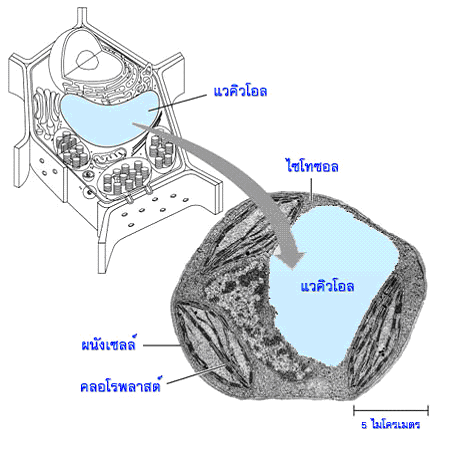 แวคิวโอล
ไซโทซอล
แวคิวโอล
ผนังเซลล์
คลอโรพลาสต์
5 ไมโครเมตร